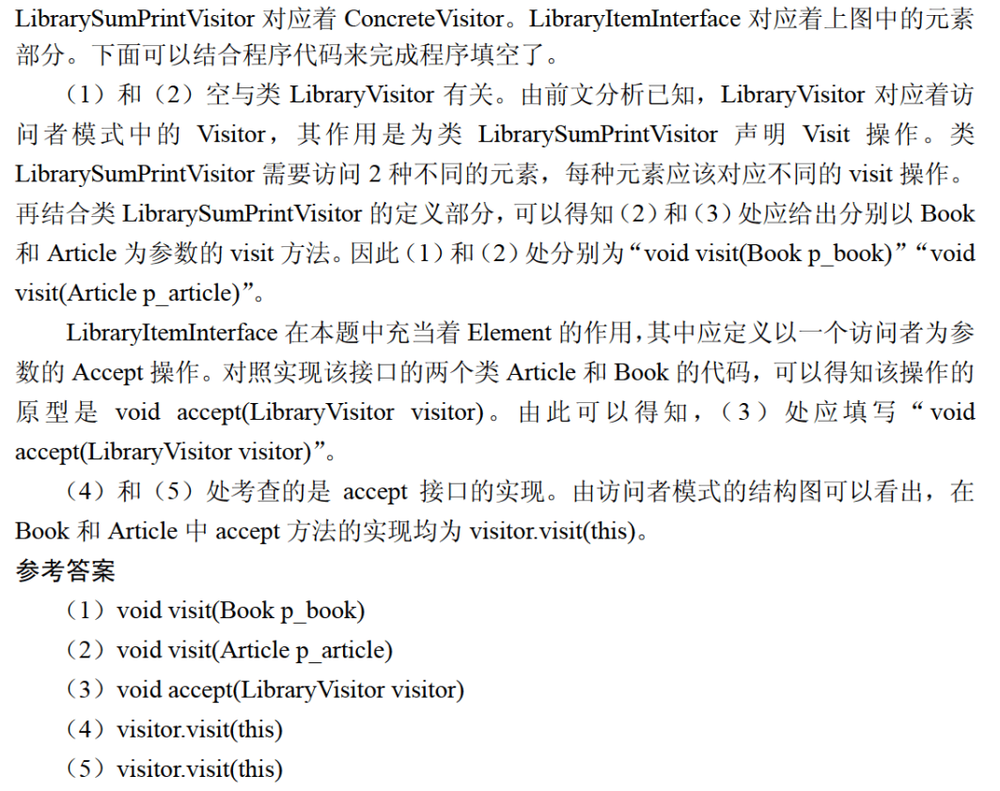 LibrarySumPrintVisitor 对应着 ConcreteVisitor。LibraryItemInterface 对应着上图中的元素
部分。下面可以结合程序代码来完成程序填空了。
（1）和（2）空与类 LibraryVisitor 有关。由前文分析已知，LibraryVisitor 对应着访
问者模式中的 Visitor，其作用是为类 LibrarySumPrintVisitor 声明 Visit 操作。类
LibrarySumPrintVisitor 需要访问 2 种不同的元素，每种元素应该对应不同的 visit 操作。
再结合类 LibrarySumPrintVisitor 的定义部分，可以得知（2）和（3）处应给出分别以 Book
和 Article 为参数的 visit 方法。因此（1）和（2）处分别为“void visit(Book p_book)”“void
visit(Article p_article)”。
LibraryItemInterface 在本题中充当着 Element 的作用，其中应定义以一个访问者为参
数的 Accept 操作。对照实现该接口的两个类 Article 和 Book 的代码，可以得知该操作的
原型是 void accept(LibraryVisitor visitor)。由此可以得知，（3）处应填写“void
accept(LibraryVisitor visitor)”。
（4）和（5）处考查的是 accept 接口的实现。由访问者模式的结构图可以看出，在
Book 和 Article 中 accept 方法的实现均为 visitor.visit(this)。
参考答案
（1）void visit(Book p_book)
（2）void visit(Article p_article)
（3）void accept(LibraryVisitor visitor)
（4）visitor.visit(this)
（5）visitor.visit(this)